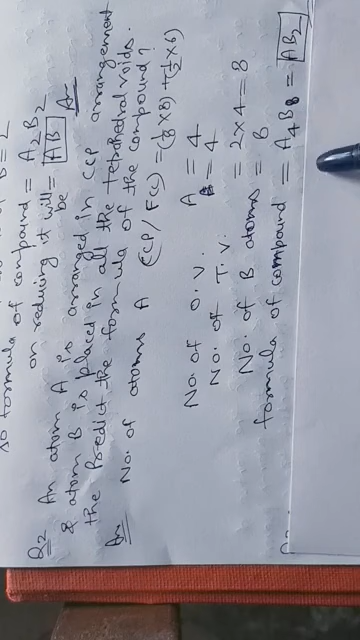 so formula of compound = A2B2
on reducing it will be = AB Ans
Q2 An atom A is arranged in CCP arrangement
& atom B is placed in all the tetrahedral voids.
the Predict the formula of the compound?
Ans No. of atoms A (CCP/FCC) = (1/8 × 8) + (1/2 × 6)
A = 4
No. of O.V. = 4
No. of T.V. = 2 × 4 = 8
No. of B atoms = 8
formula of compound = A4B8 = AB2